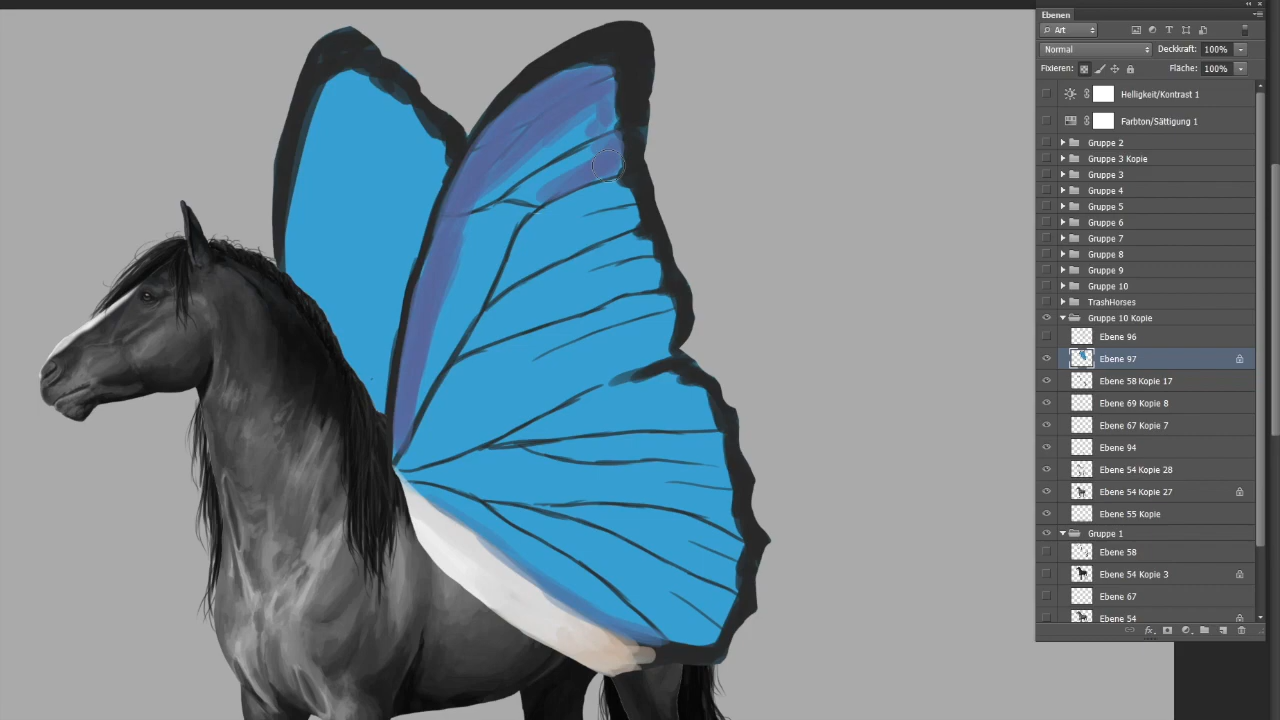 Ebenen
Art
Normal Deckkraft: 100%
Fixieren: Fläche: 100%
Helligkeit/Kontrast 1
Farbton/Sättigung 1
Gruppe 2
Gruppe 3 Kopie
Gruppe 3
Gruppe 4
Gruppe 5
Gruppe 6
Gruppe 7
Gruppe 8
Gruppe 9
Gruppe 10
TrashHorses
Gruppe 10 Kopie
Ebene 96
Ebene 97
Ebene 58 Kopie 17
Ebene 69 Kopie 8
Ebene 67 Kopie 7
Ebene 94
Ebene 54 Kopie 28
Ebene 54 Kopie 27
Ebene 55 Kopie
Gruppe 1
Ebene 58
Ebene 54 Kopie 3
Ebene 67
Ebene 54
fx